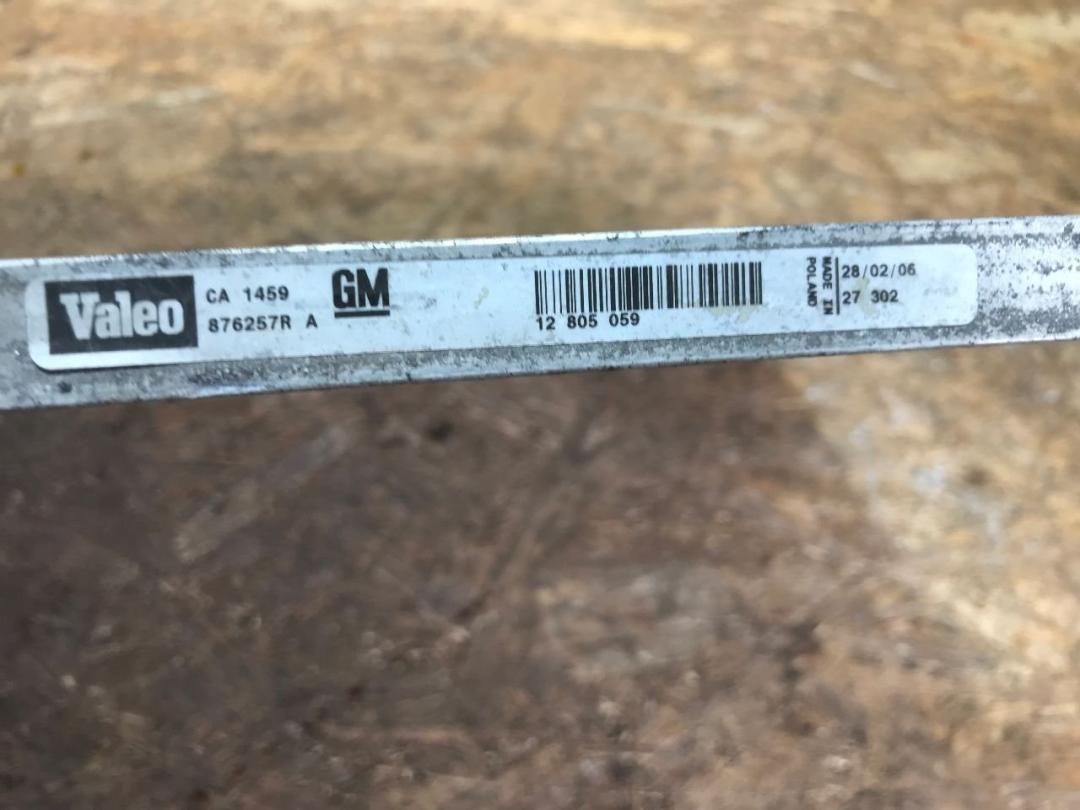 Valeo
CA 1459
876257R A
GM
12 805 059
MADE IN
POLAND
28/02/06
27 302